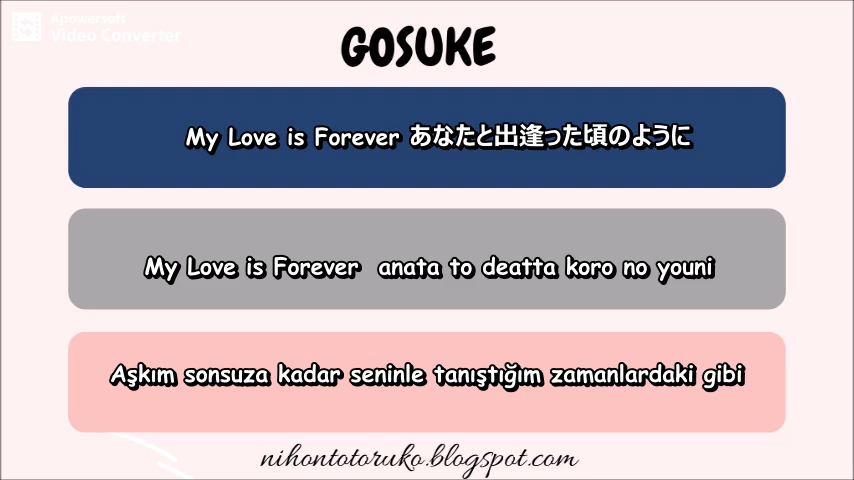 Apowersoft
Video Converter
GOSUKE
My Love is Forever あなたと出逢った頃のように
My Love is Forever anata to deatta koro no youni
Aşkım sonsuza kadar seninle tanıştığım zamanlardaki gibi
nihontotoruko.blogspot.com